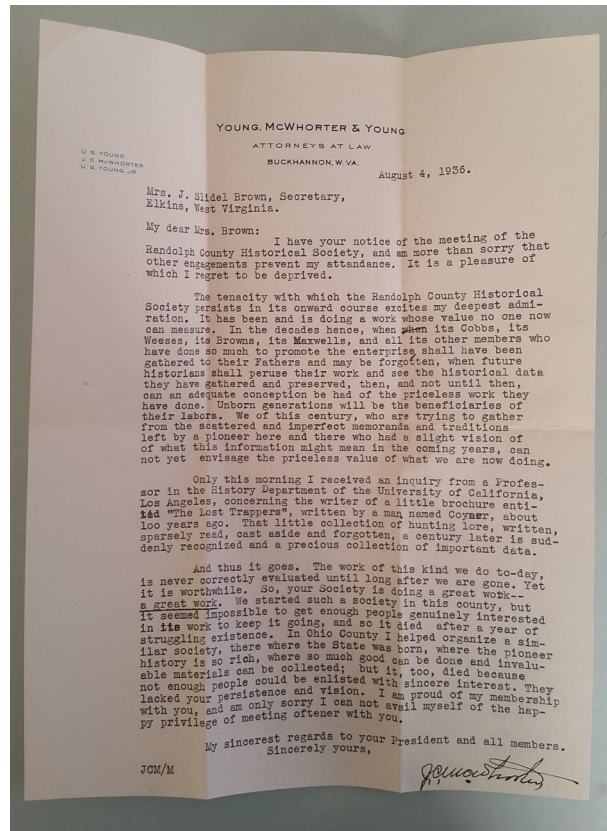 YOUNG, MCWHORTER & YOUNG
ATTORNEYS AT LAW
BUCKHANNON, W. VA.
U. G. YOUNG
J. C. MCWHORTER
U. G. YOUNG, JR
August 4, 1936.
Mrs. J. Slidel Brown, Secretary,
Elkins, West Virginia.
My dear Mrs. Brown:
I have your notice of the meeting of the
Randolph County Historical Society, and am more than sorry that
other engagements prevent my attandance. It is a pleasure of
which I regret to be deprived.
The tenacity with which the Randolph County Historical
Society persists in its onward course excites my deepest admi-
ration. It has been and is doing a work whose value no one now
can measure. In the decades hence, when when its Cobbs, its
Weeses, its Browns, its Maxwells, and all its other members who
have done so much to promote the enterprise, shall have been
gathered to their Fathers and may be forgotten, when future
historians shall peruse their work and see the historical data
they have gathered and preserved, then, and not until then,
can an adequate conception be had of the priceless work they
have done. Unborn generations will be the beneficiaries of
their labors. We of this century, who are trying to gather
from the scattered and imperfect memoranda and traditions
left by a pioneer here and there who had a slight vision of
of what this information might mean in the coming years, can
not yet envisage the priceless value of what we are now doing.
Only this morning I received an inquiry from a Profes-
sor in the History Department of the University of California,
Los Angeles, concerning the writer of a little brochure enti-
tled "The Lost Trappers", written by a man named Coyner, about
100 years ago. That little collection of hunting lore, written,
sparsely read, cast aside and forgotten, a century later is sud-
denly recognized and a precious collection of important data.
And thus it goes. The work of this kind we do to-day,
is never correctly evaluated until long after we are gone. Yet
it is worthwhile. So, your Society is doing a great work--
a great work. We started such a society in this county, but
it seemed impossible to get enough people genuinely interested
in its work to keep it going, and so it died after a year of
struggling existence. In Ohio County I helped organize a sim-
ilar society, there where the State was born, where the pioneer
history is so rich, where so much good can be done and invalu-
able materials can be collected; but it, too, died because
not enough people could be enlisted with sincere interest. They
lacked your persistence and vision. I am proud of my membership
with you, and am only sorry I can not avail myself of the hap-
py privilege of meeting oftener with you.
My sincerest regards to your President and all members.
Sincerely yours,
JCM/M
J.C. McWhorter